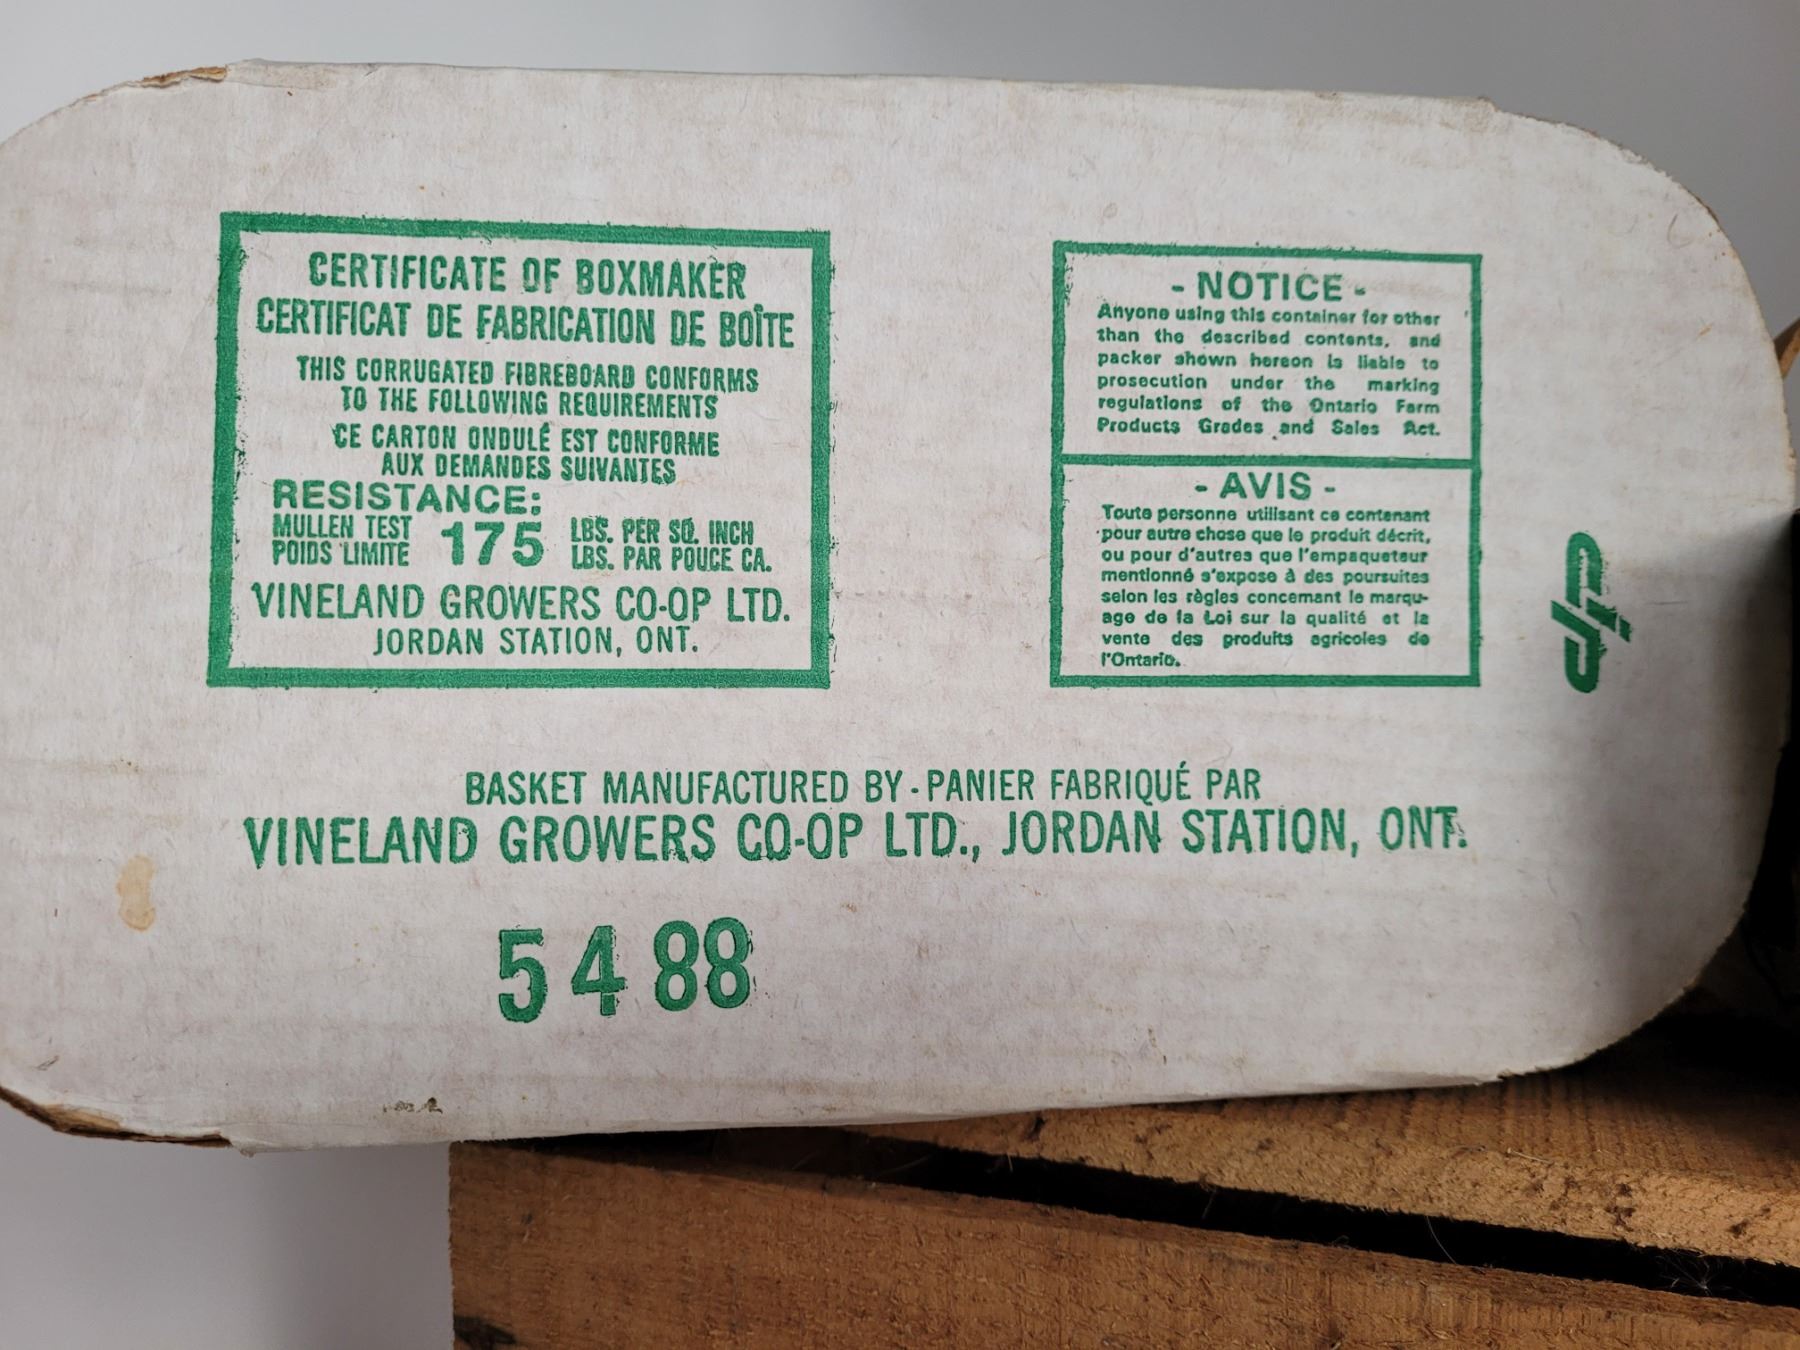 CERTIFICATE OF BOXMAKER
CERTIFICAT DE FABRICATION DE BOÎTE
THIS CORRUGATED FIBREBOARD CONFORMS
TO THE FOLLOWING REQUIREMENTS
CE CARTON ONDULÉ EST CONFORME
AUX DEMANDES SUIVANTES
RESISTANCE:
MULLEN TEST 175 LBS. PER SQ. INCH
POIDS LIMITE LBS. PAR POUCE CA.
VINELAND GROWERS CO-OP LTD.
JORDAN STATION, ONT.
- NOTICE -
Anyone using this container for other
than the described contents, and
packer shown hereon is liable to
prosecution under the marking
regulations of the Ontario Farm
Products Grades and Sales Act.
- AVIS -
Toute personne utilisant ce contenant
pour autre chose que le produit décrit,
ou pour d'autres que l'empaqueteur
mentionné s'expose à des poursuites
selon les règles concernant le marqu-
age de la Loi sur la qualité et la
vente des produits agricoles de
l'Ontario.
BASKET MANUFACTURED BY - PANIER FABRIQUÉ PAR
VINELAND GROWERS CO-OP LTD., JORDAN STATION, ONT.
5 4 88